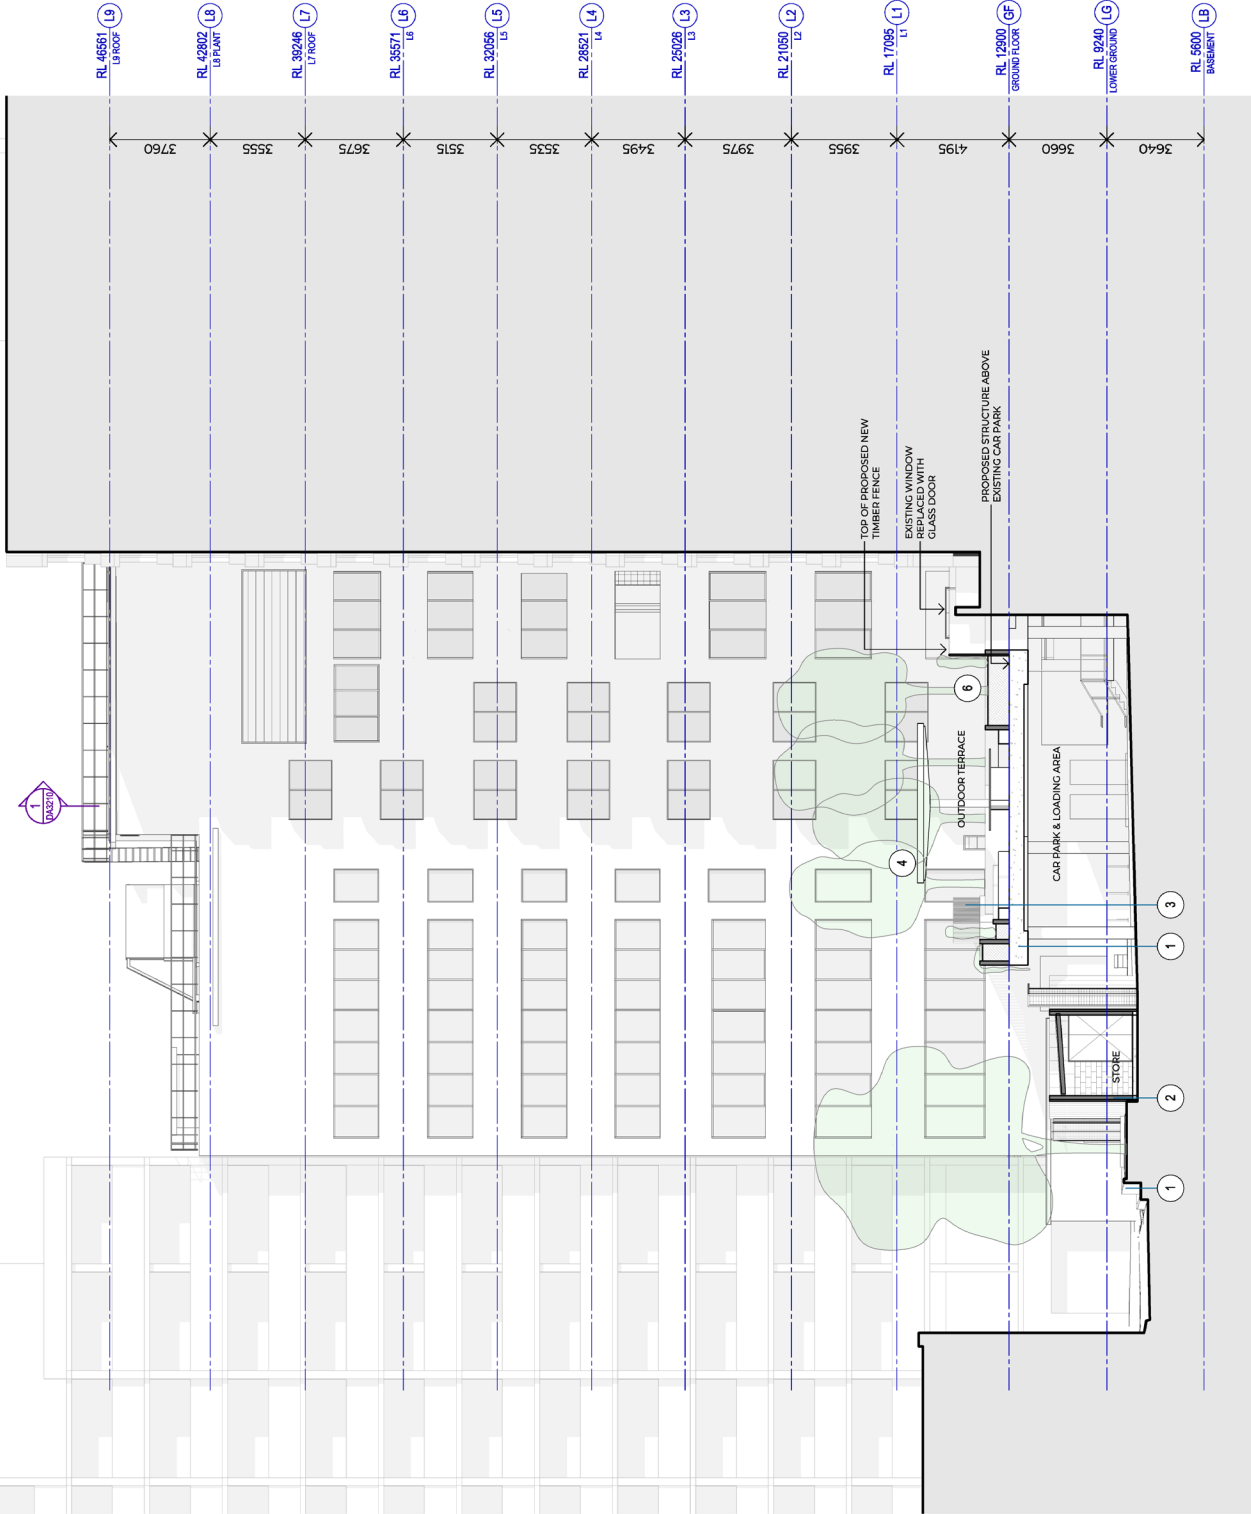 L9
RL 46561
L9 ROOF
L8
RL 42802
L8 PLANT
L7
RL 39246
L7 ROOF
L6
RL 35571
L6
L5
RL 32056
L5
L4
RL 28521
L4
L3
RL 25026
L3
L2
RL 21050
L2
L1
RL 17095
L1
GF
RL 12900
GROUND FLOOR
LG
RL 9240
LOWER GROUND
LB
RL 5600
BASEMENT
3760
3555
3675
3515
3535
3495
3975
3955
4195
3660
3640
TOP OF PROPOSED NEW
TIMBER FENCE
EXISTING WINDOW
REPLACED WITH
GLASS DOOR
PROPOSED STRUCTURE ABOVE
EXISTING CAR PARK
6
1
DA3210
OUTDOOR TERRACE
CAR PARK & LOADING AREA
4
3
1
STORE
2
1